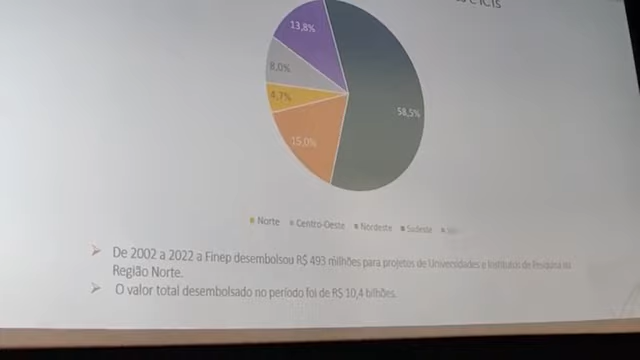 13,8%
8,0%
4,7%
15,0%
58,5%
Norte Centro-Oeste Nordeste Sudeste
➢ De 2002 a 2022 a Finep desembolsou R$ 493 milhões para projetos de Universidades e Institutos de Pesquisa na
Região Norte.
➢ O valor total desembolsado no período foi de R$ 10,4 bilhões.